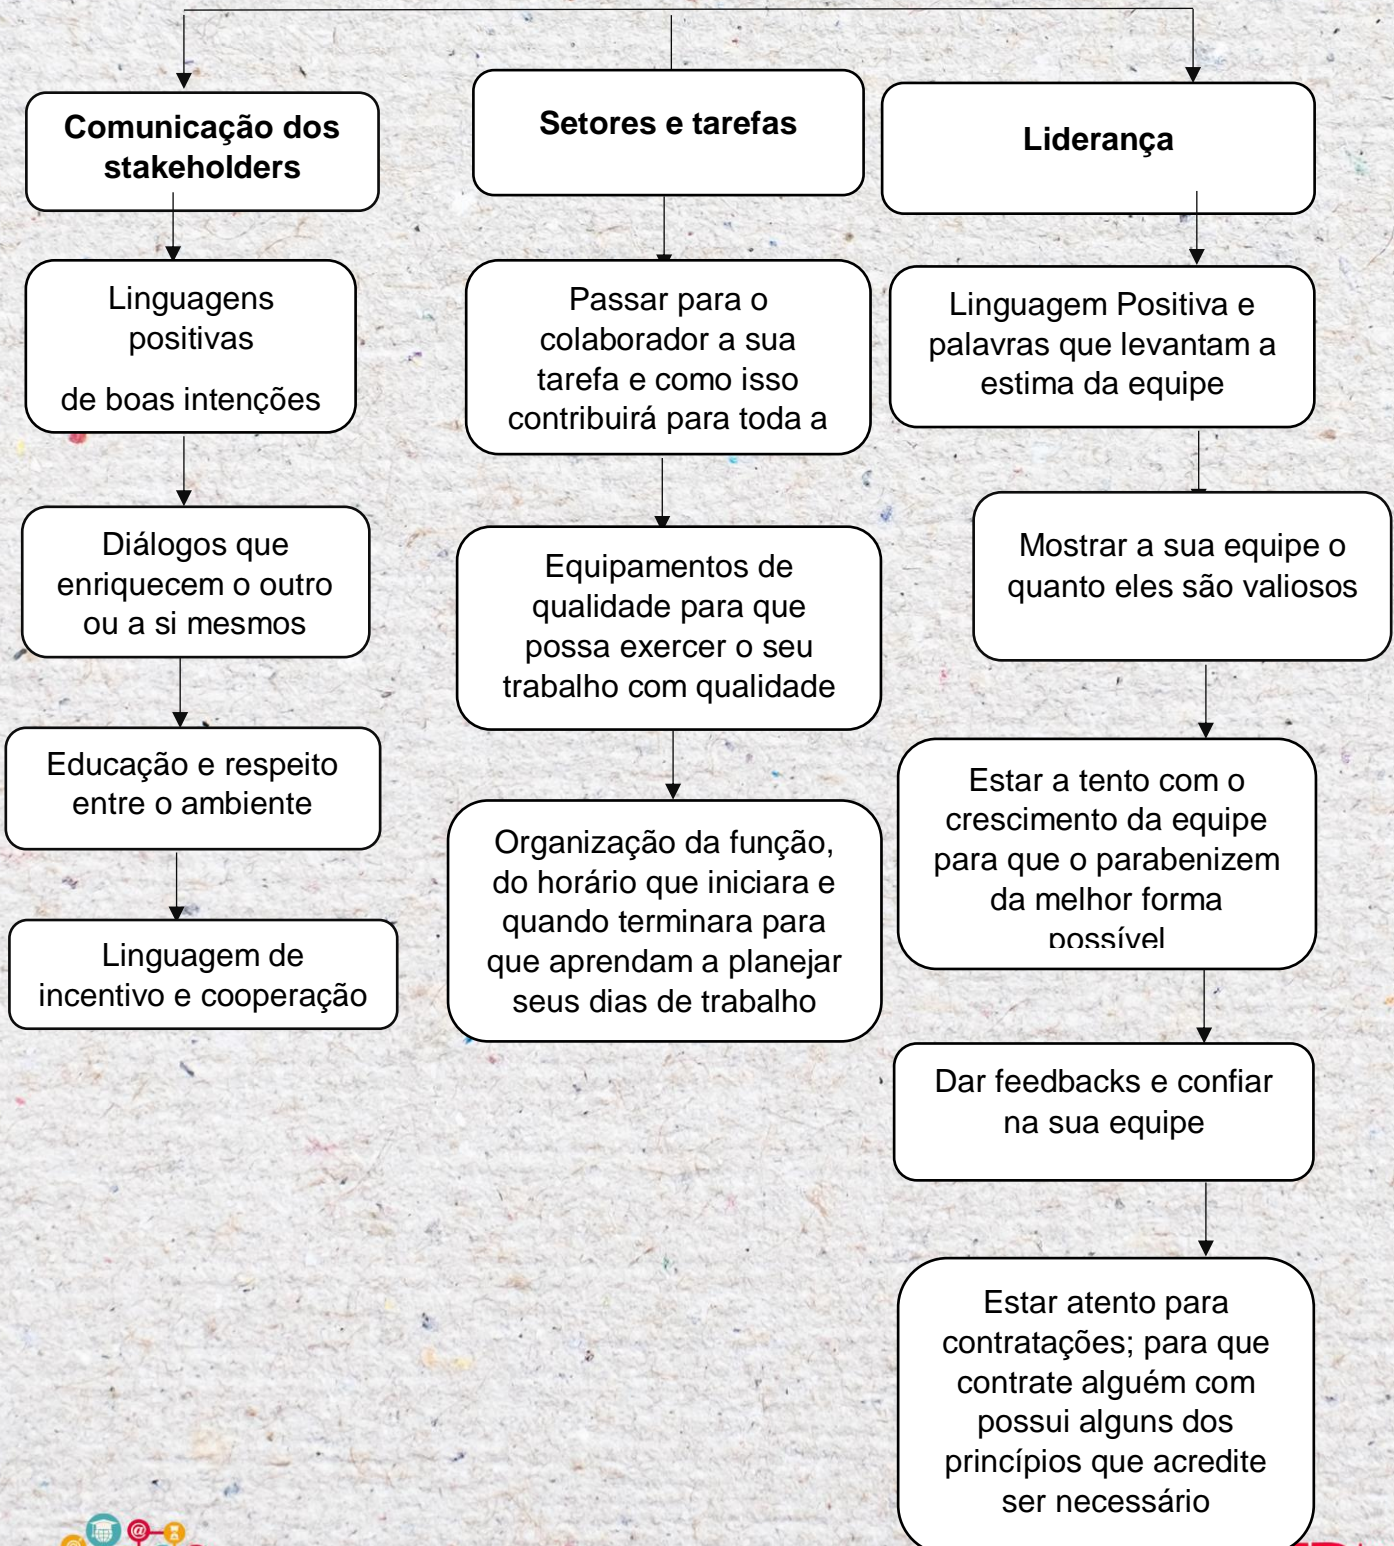 Comunicação dos
stakeholders
Linguagens
positivas
de boas intenções
Diálogos que
enriquecem o outro
ou a si mesmos
Educação e respeito
entre o ambiente
Linguagem de
incentivo e cooperação
Setores e tarefas
Passar para o
colaborador a sua
tarefa e como isso
contribuirá para toda a
Equipamentos de
qualidade para que
possa exercer o seu
trabalho com qualidade
Organização da função,
do horário que iniciara e
quando terminara para
que aprendam a planejar
seus dias de trabalho
Liderança
Linguagem Positiva e
palavras que levantam a
estima da equipe
Mostrar a sua equipe o
quanto eles são valiosos
Estar a tento com o
crescimento da equipe
para que o parabenizem
da melhor forma
possível
Dar feedbacks e confiar
na sua equipe
Estar atento para
contratações; para que
contrate alguém com
possui alguns dos
princípios que acredite
ser necessário